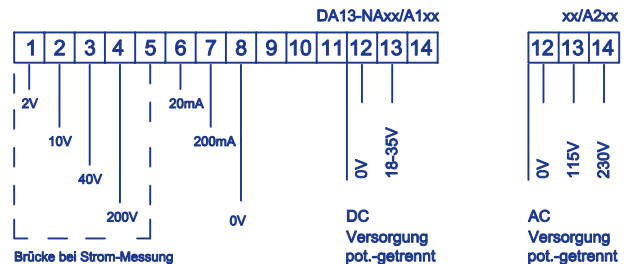 DA13-NAxx/A1xx
xx/A2xx
1 2 3 4 5 6 7 8 9 10 11 12 13 14
12 13 14
2V
20mA
10V
200mA
40V
200V
0V
0V
18-35V
0V
115V
230V
DC
Versorgung
pot.-getrennt
AC
Versorgung
pot.-getrennt
Brücke bei Strom-Messung